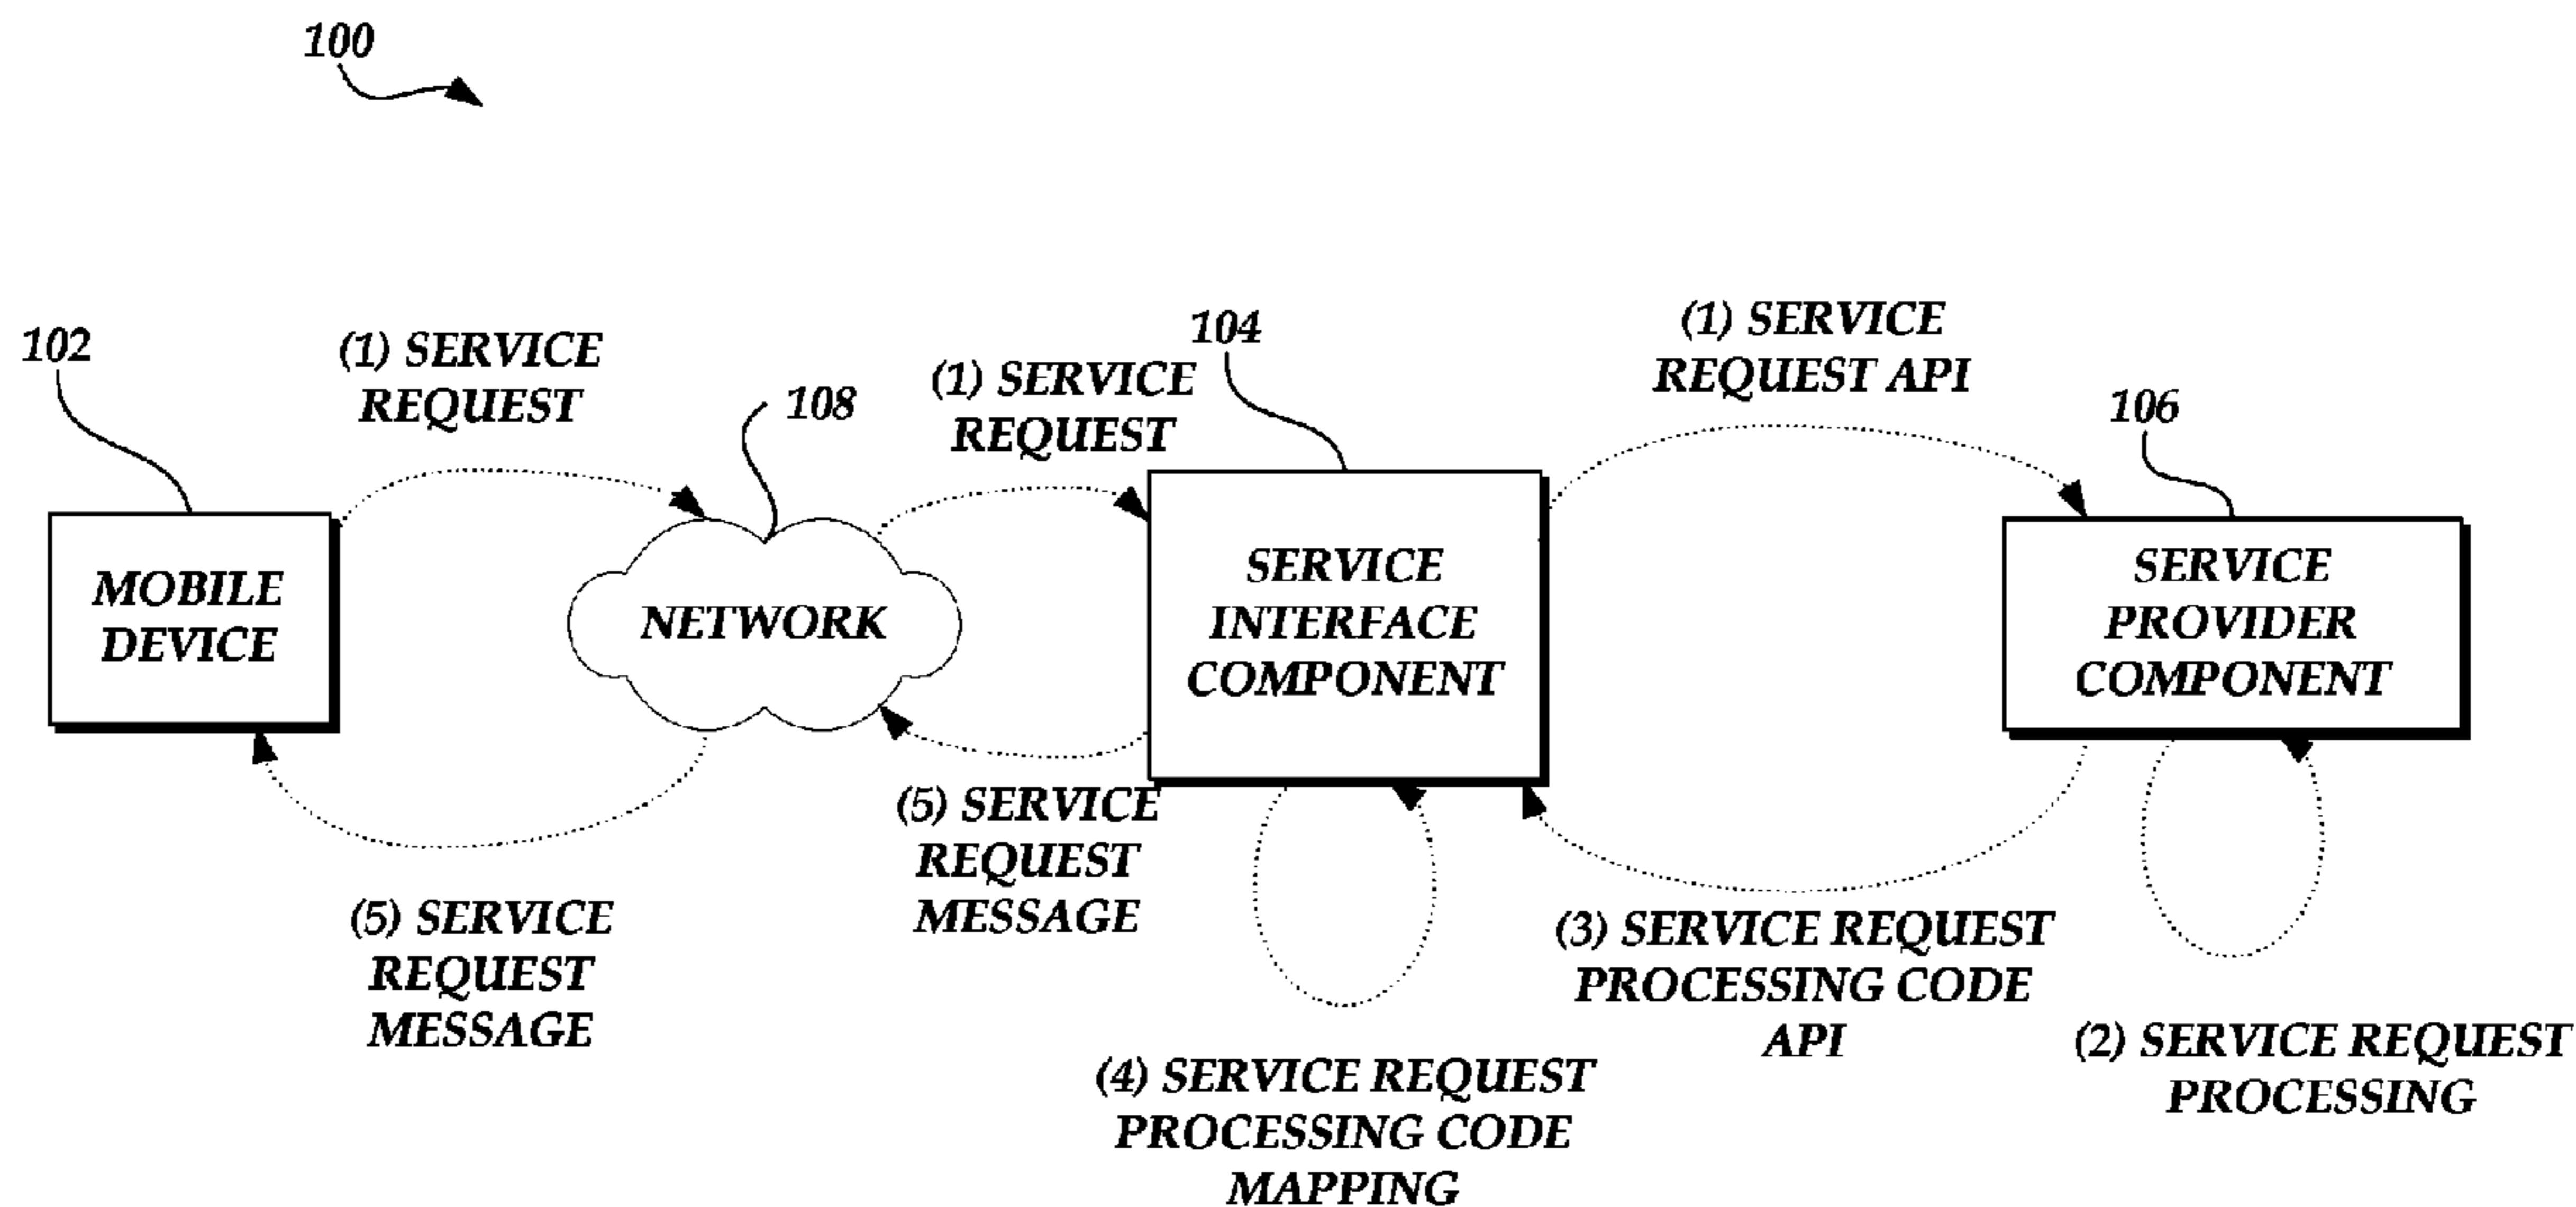 100
102
(1) SERVICE
REQUEST
108
(1) SERVICE
REQUEST
104
(1) SERVICE
REQUEST API
106
MOBILE
DEVICE
NETWORK
SERVICE
INTERFACE
COMPONENT
SERVICE
PROVIDER
COMPONENT
(5) SERVICE
REQUEST
MESSAGE
(5) SERVICE
REQUEST
MESSAGE
(4) SERVICE REQUEST
PROCESSING CODE
MAPPING
(3) SERVICE REQUEST
PROCESSING CODE
API
(2) SERVICE REQUEST
PROCESSING